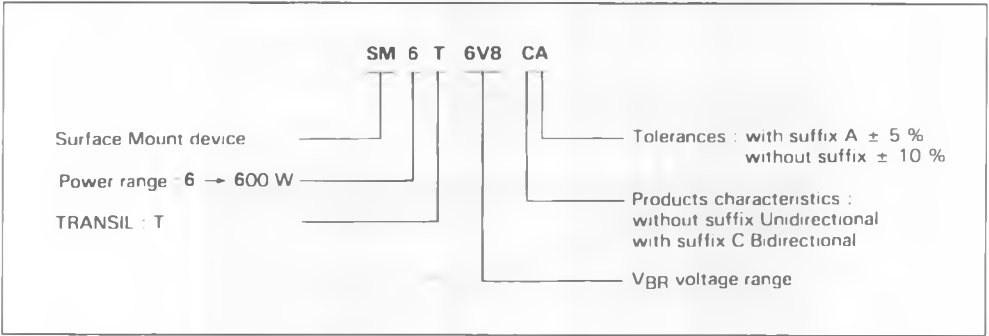 SM 6 T 6V8 CA
Surface Mount device
Power range 6 → 600 W
TRANSIL : T
Tolerances : with suffix A ± 5 %
without suffix ± 10 %
Products characteristics :
without suffix Unidirectional
with suffix C Bidirectional
VBR voltage range